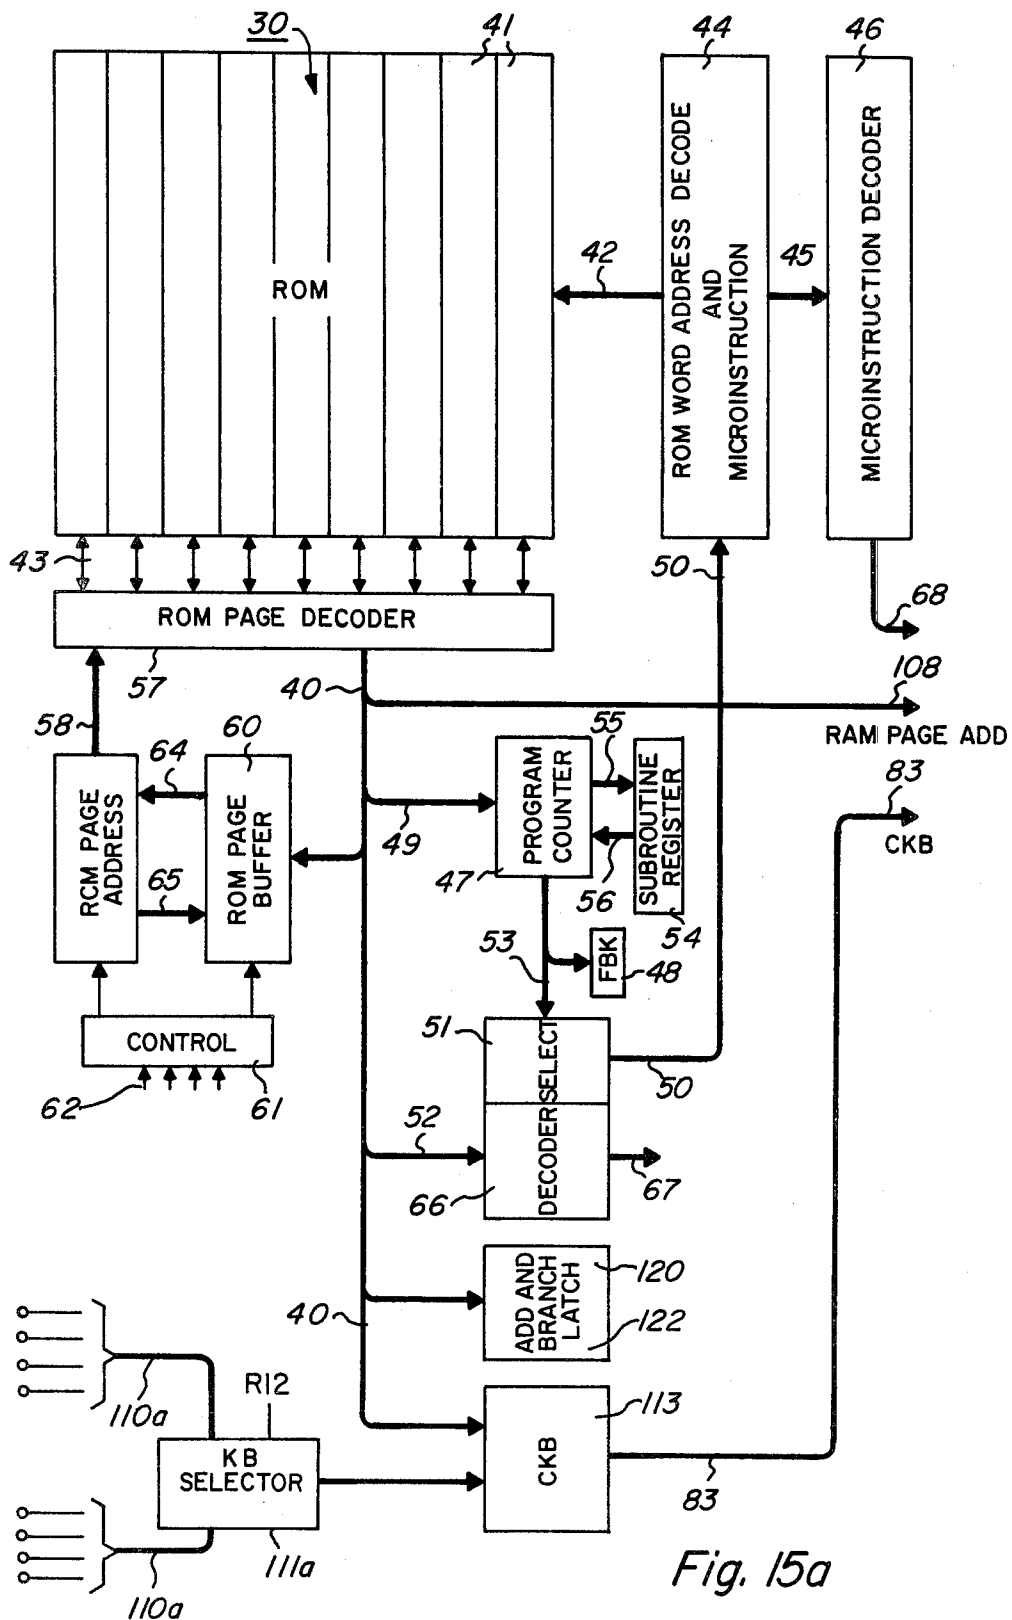 30
41
44
46
ROM
42
ROM WORD ADDRESS DECODE
AND
MICROINSTRUCTION
45
MICROINSTRUCTION DECODER
43
50
ROM PAGE DECODER
68
57
40
108
RAM PAGE ADD
58
60
64
55
83
RCM PAGE
ADDRESS
ROM PAGE
BUFFER
49
PROGRAM
COUNTER
SUBROUTINE
REGISTER
CKB
65
47
56
54
53
FBK
48
CONTROL
51
SELECT
62
61
50
52
DECODER
66
67
40
ADD AND
BRANCH
LATCH
120
122
110a
R12
113
KB
SELECTOR
CKB
83
111a
110a
Fig. 15a